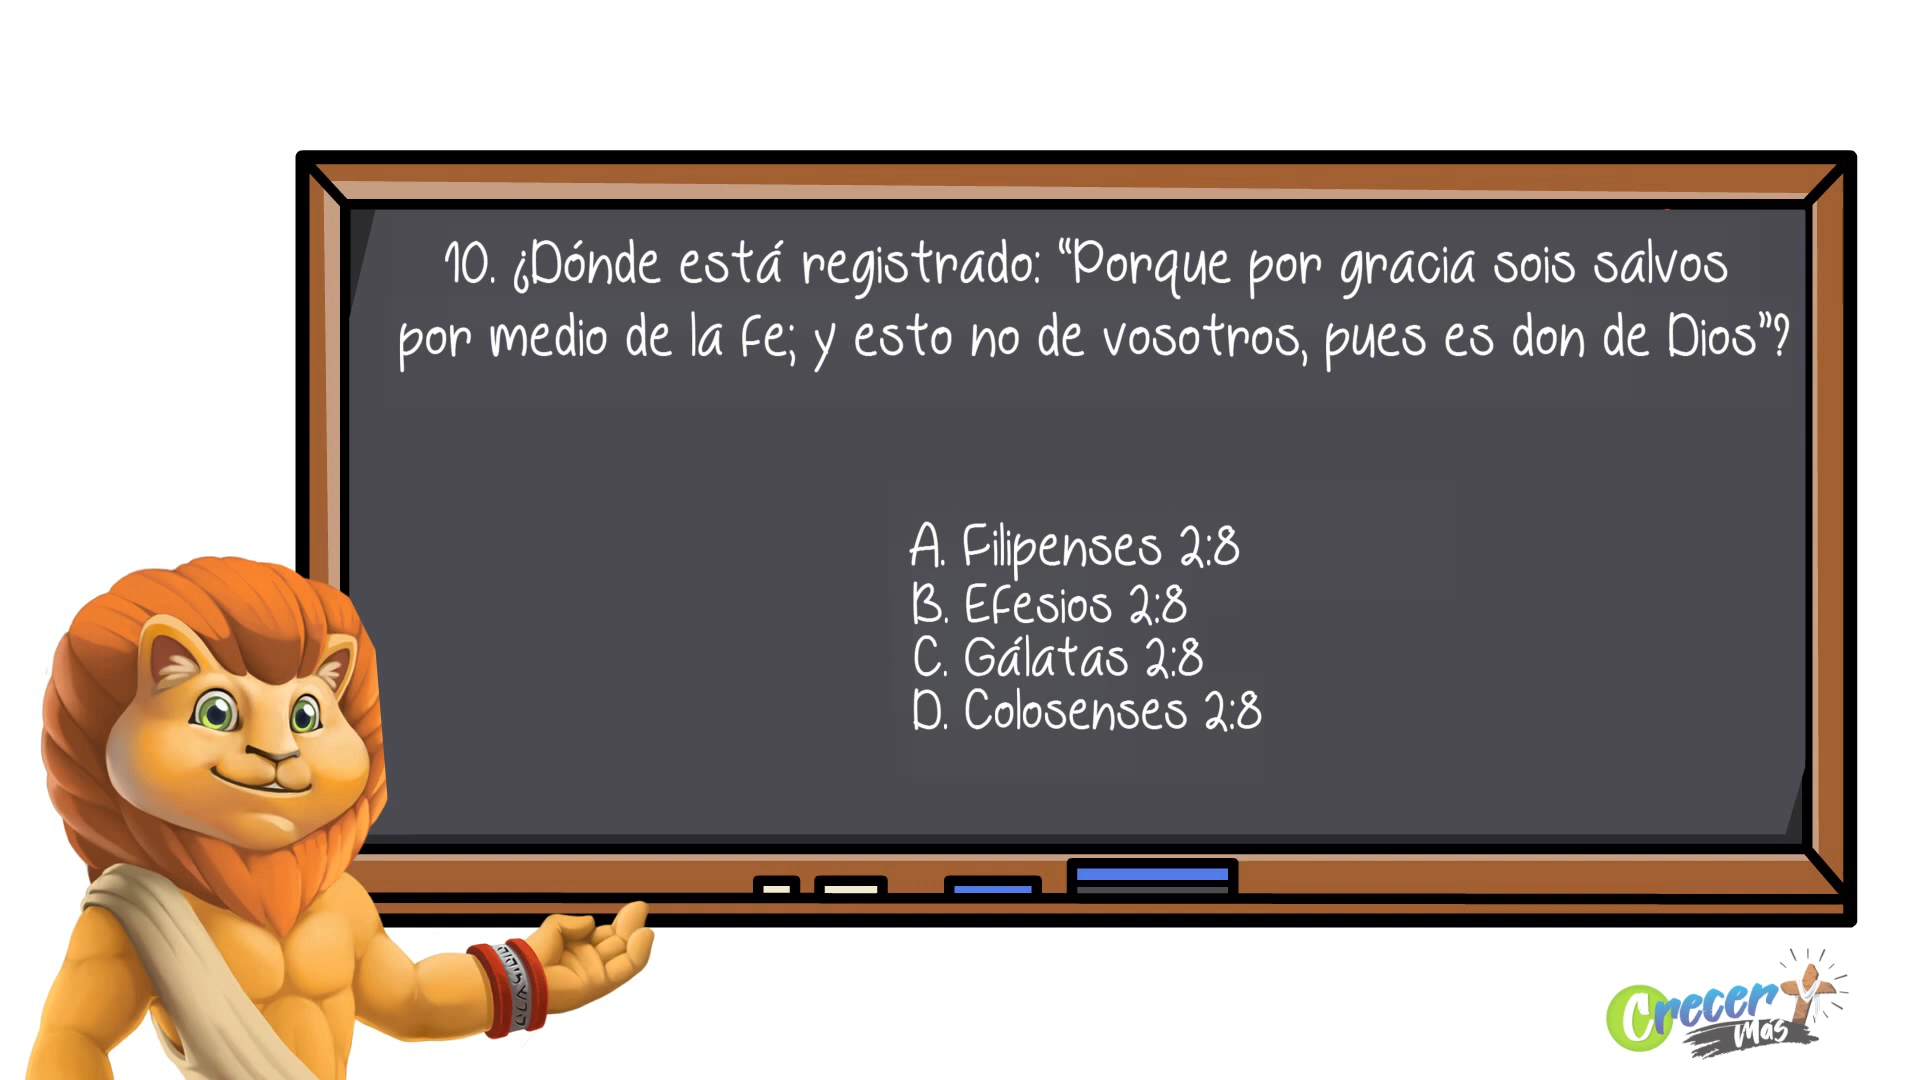 10. ¿Dónde está registrado: “Porque por gracia sois salvos
por medio de la fe; y esto no de vosotros, pues es don de Dios”?
A. Filipenses 2:8
B. Efesios 2:8
C. Gálatas 2:8
D. Colosenses 2:8
Crecer y
Más